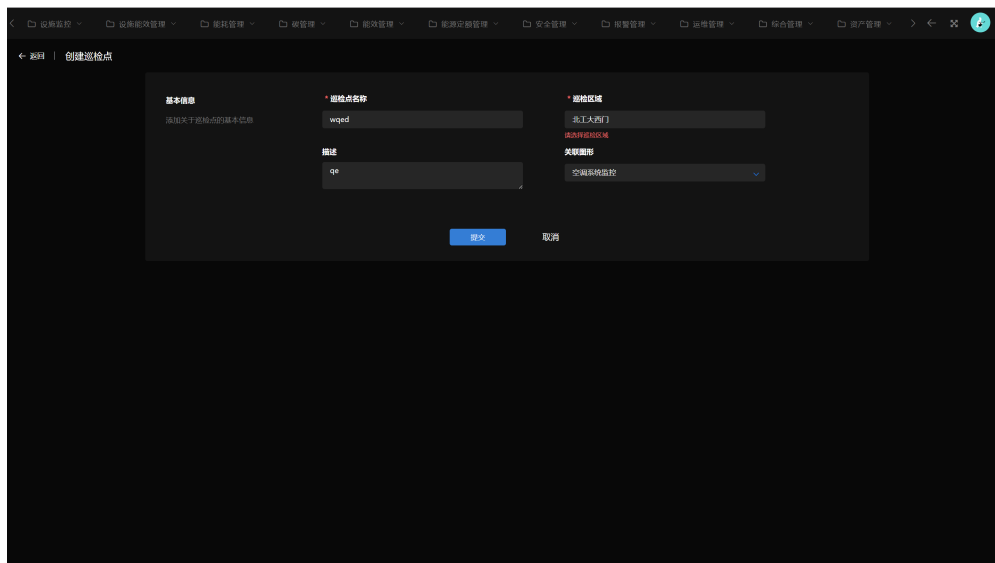 设施监控 设施能效管理 能耗管理 碳管理 能效管理 能源定额管理 安全管理 报警管理 运维管理 综合管理 资产管理
返回 创建巡检点
基本信息
添加关于巡检点的基本信息
* 巡检点名称
wqed
* 巡检区域
北工大西门
请选择巡检区域
描述
qe
关联图形
空调系统监控
提交 取消